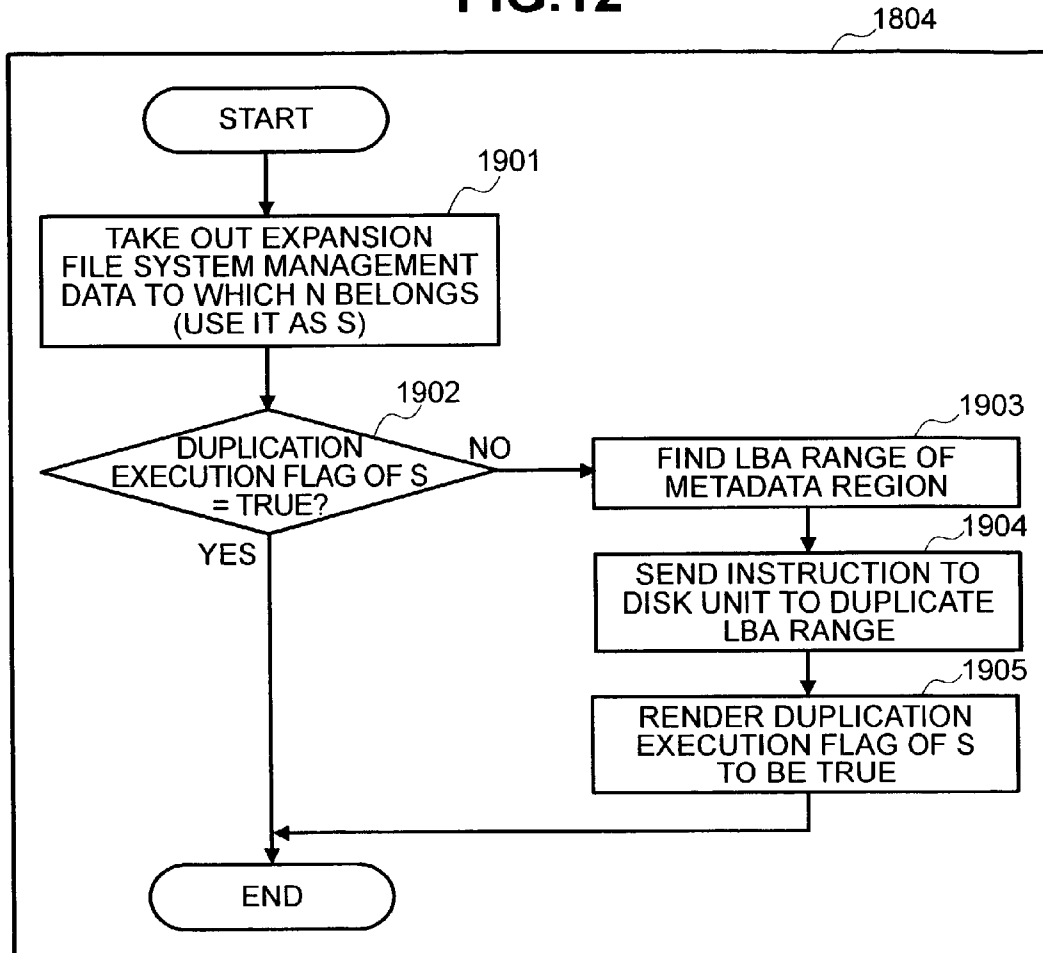 FIG.12
1804
START
1901
TAKE OUT EXPANSION
FILE SYSTEM MANAGEMENT
DATA TO WHICH N BELONGS
(USE IT AS S)
1902
DUPLICATION
EXECUTION FLAG OF S
= TRUE?
NO
YES
1903
FIND LBA RANGE OF
METADATA REGION
1904
SEND INSTRUCTION TO
DISK UNIT TO DUPLICATE
LBA RANGE
1905
RENDER DUPLICATION
EXECUTION FLAG OF S
TO BE TRUE
END